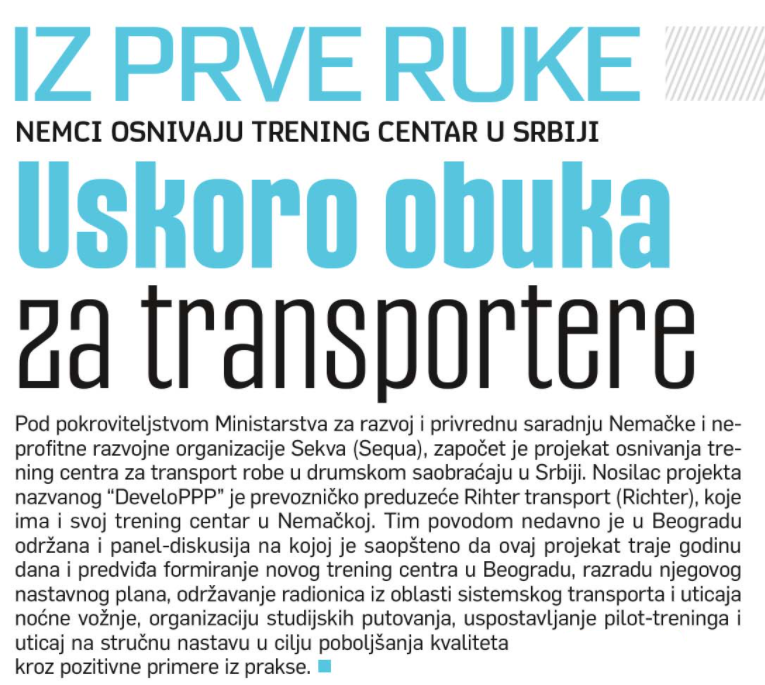 IZ PRVE RUKE
NEMCI OSNIVAJU TRENING CENTAR U SRBIJI
Uskoro obuka
za transportere
Pod pokroviteljstvom Ministarstva za razvoj i privrednu saradnju Nemačke i ne-
profitne razvojne organizacije Sekva (Sequa), započet je projekat osnivanja tre-
ning centra za transport robe u drumskom saobraćaju u Srbiji. Nosilac projekta
nazvanog “DeveloPPP” je prevozničko preduzeće Rihter transport (Richter), koje
ima i svoj trening centar u Nemačkoj. Tim povodom nedavno je u Beogradu
održana i panel-diskusija na kojoj je saopšteno da ovaj projekat traje godinu
dana i predviđa formiranje novog trening centra u Beogradu, razradu njegovog
nastavnog plana, održavanje radionica iz oblasti sistemskog transporta i uticaja
noćne vožnje, organizaciju studijskih putovanja, uspostavljanje pilot-treninga i
uticaj na stručnu nastavu u cilju poboljšanja kvaliteta
kroz pozitivne primere iz prakse.